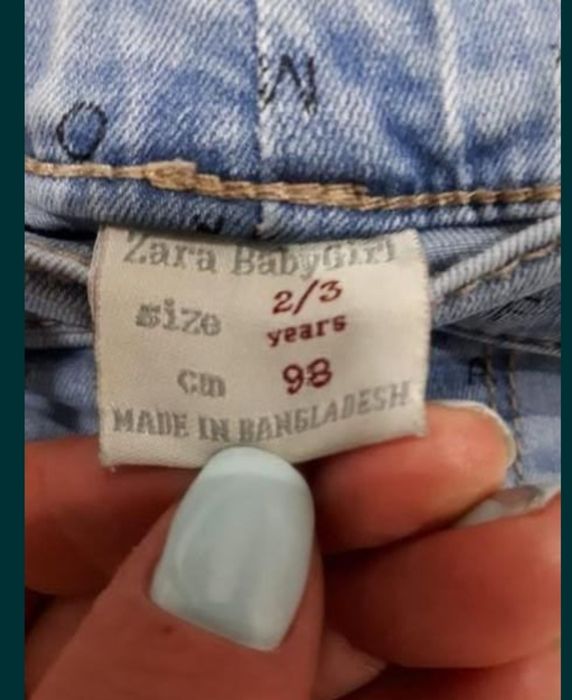 W
O
Zara BabyGirl
size 2/3 years
cm 98
MADE IN BANGLADESH